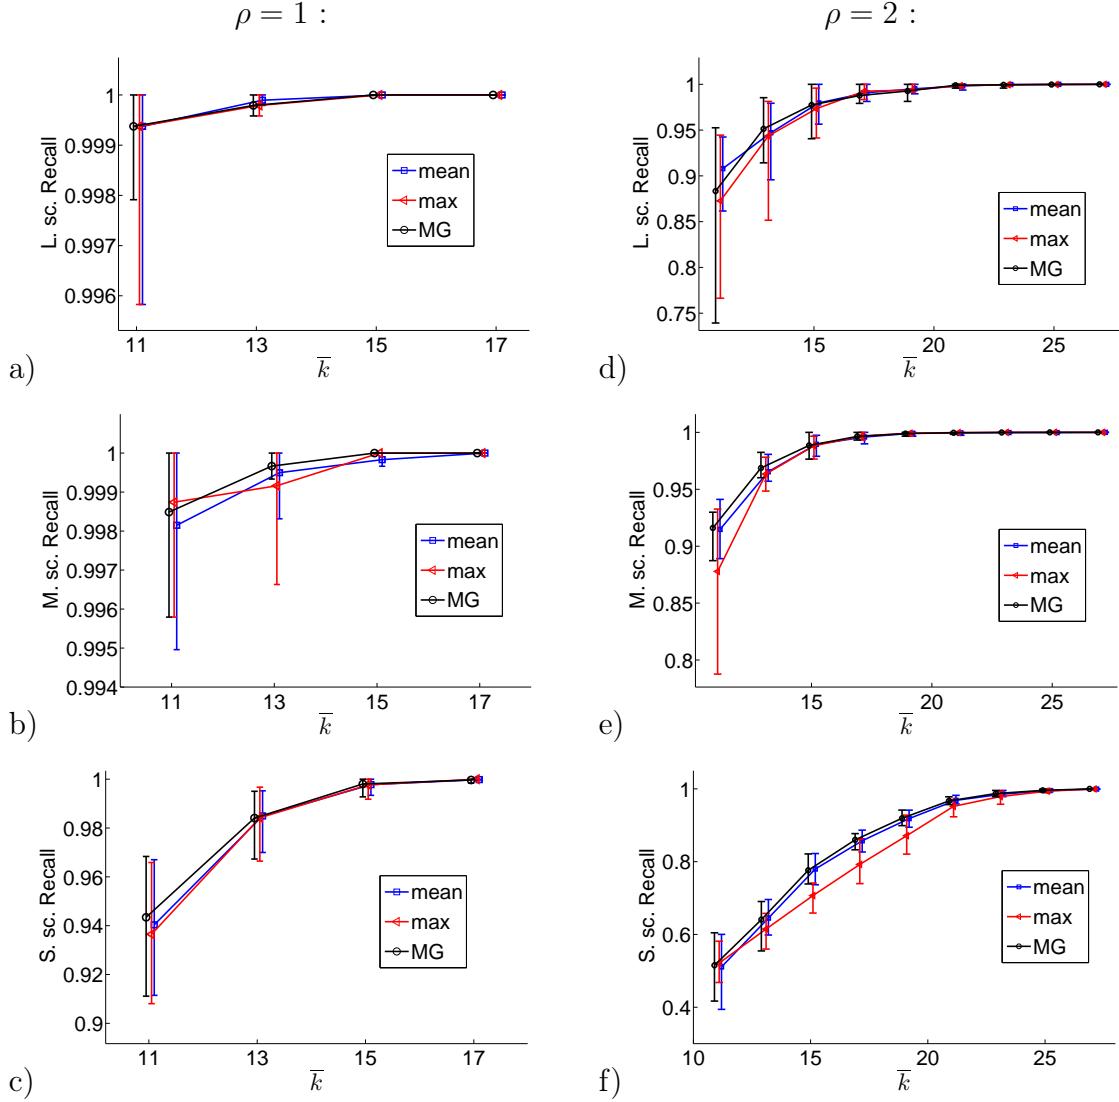 ρ = 1 :
ρ = 2 :
L. sc. Recall
1
0.999
0.998
0.997
0.996
11 13 15 17
k̅
mean
max
MG
a)
L. sc. Recall
1
0.95
0.9
0.85
0.8
0.75
15 20 25
k̅
mean
max
MG
d)
M. sc. Recall
1
0.999
0.998
0.997
0.996
0.995
0.994
11 13 15 17
k̅
mean
max
MG
b)
M. sc. Recall
1
0.95
0.9
0.85
0.8
15 20 25
k̅
mean
max
MG
e)
S. sc. Recall
1
0.98
0.96
0.94
0.92
0.9
11 13 15 17
k̅
mean
max
MG
c)
S. sc. Recall
1
0.8
0.6
0.4
10 15 20 25
k̅
mean
max
MG
f)